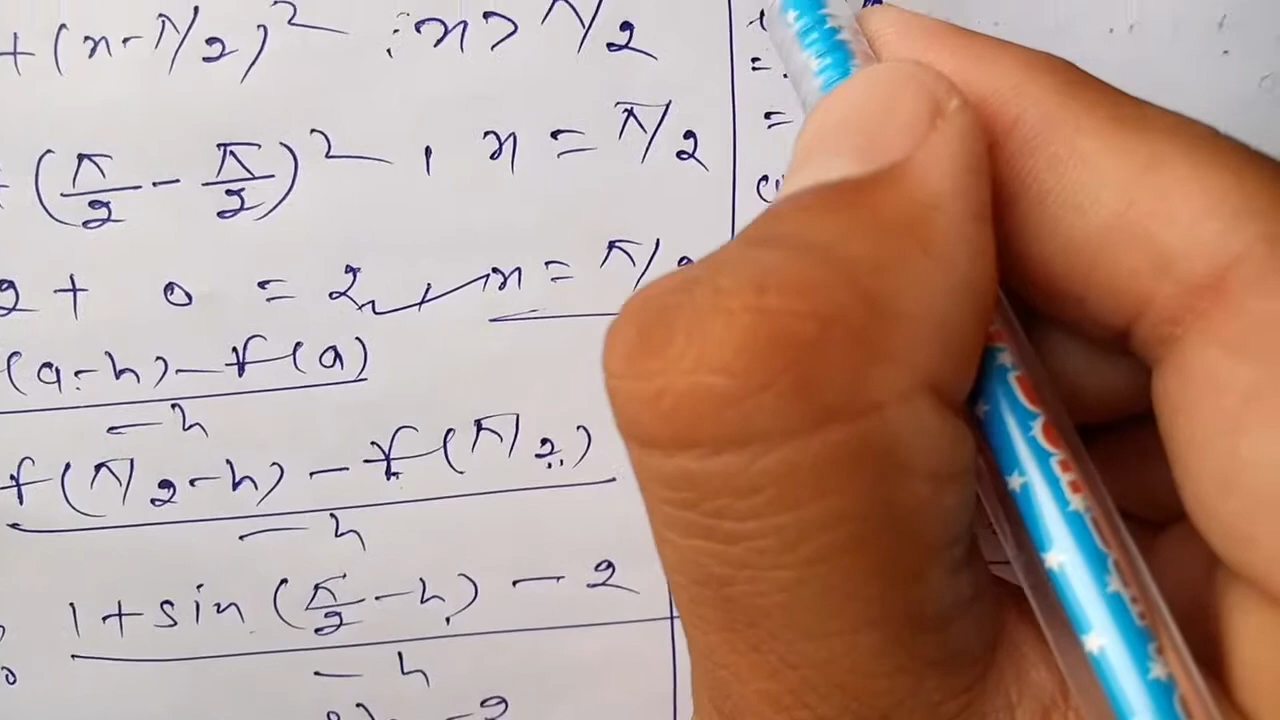 +(x-π/2)² ; x > π/2
(π/2 - π/2)² , x = π/2
2 + 0 = 2 , x = π/
(a-h) - f(a)
-h
f(π/2-h) - f(π/2)
-h
1+sin(π/2-h) - 2
-h
-2
=
=